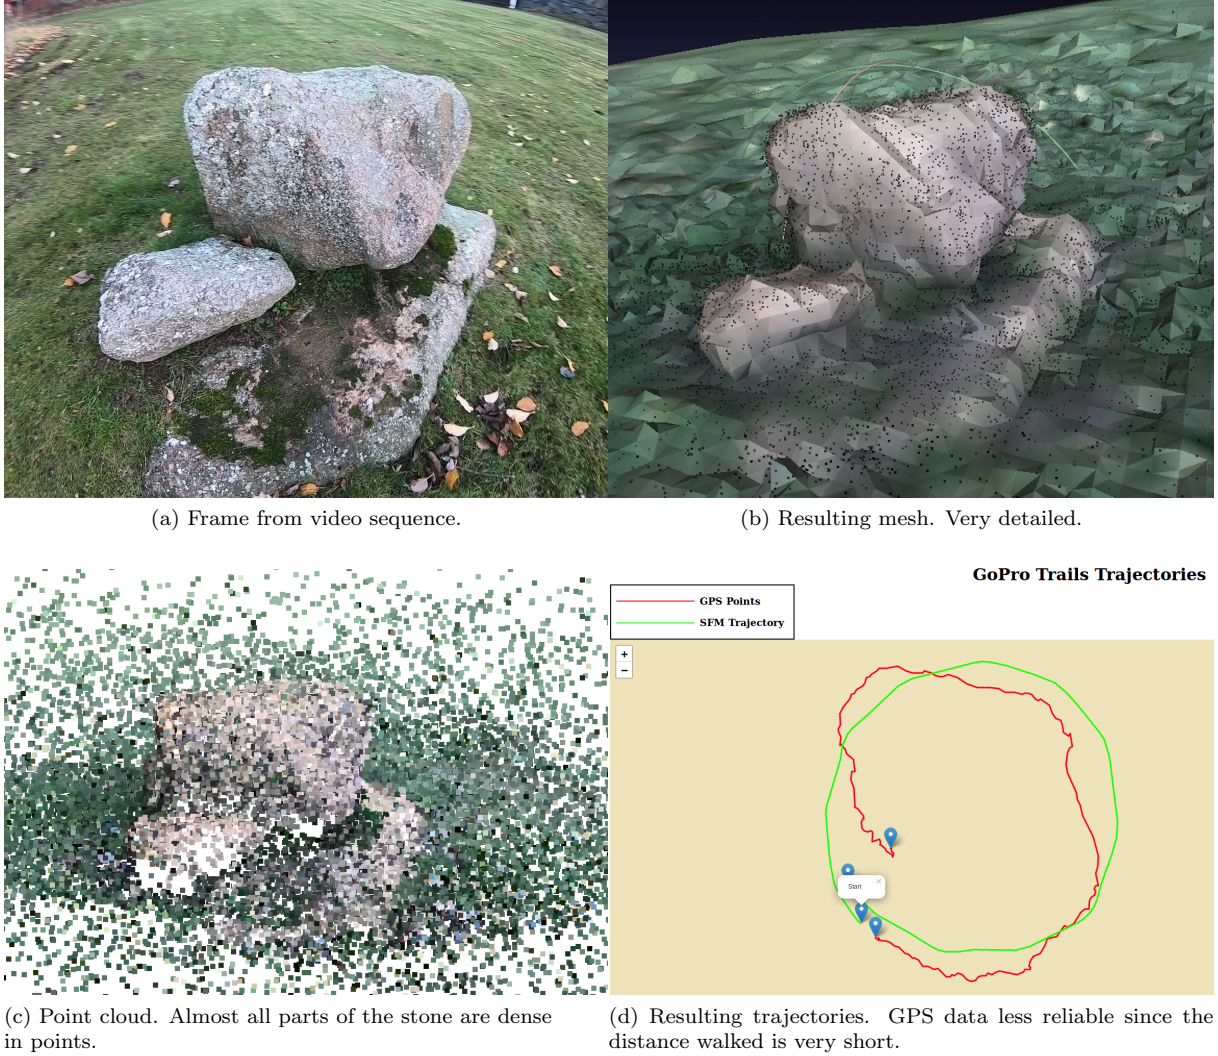 (a) Frame from video sequence.
(b) Resulting mesh. Very detailed.
GoPro Trails Trajectories
GPS Points
SFM Trajectory
+
−
Start
×
(c) Point cloud. Almost all parts of the stone are dense
in points.
(d) Resulting trajectories. GPS data less reliable since the
distance walked is very short.